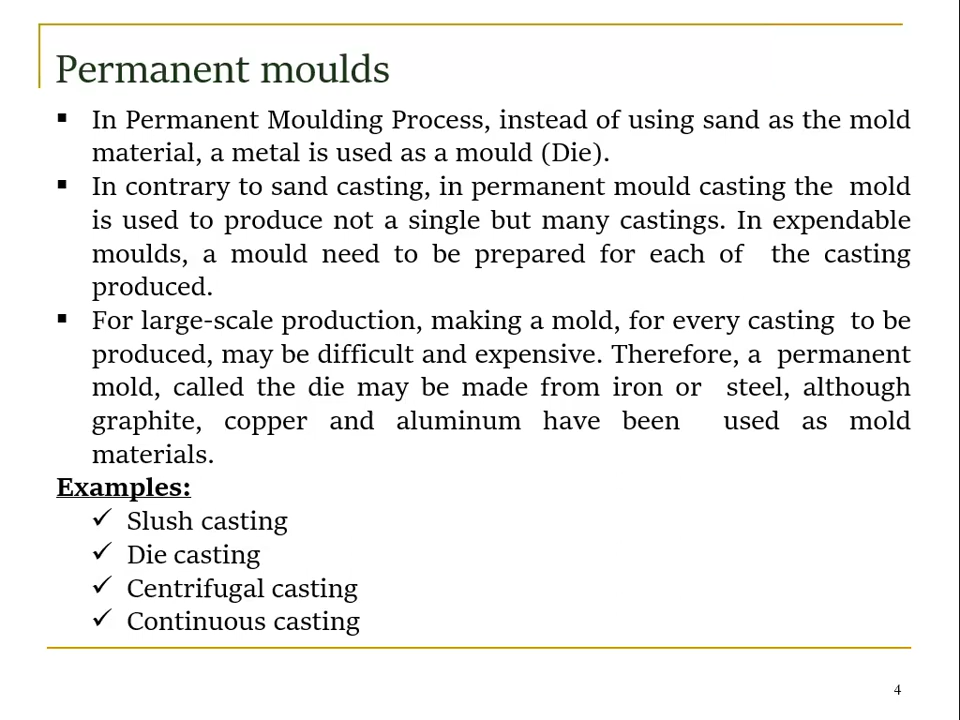 Permanent moulds
▪ In Permanent Moulding Process, instead of using sand as the mold
material, a metal is used as a mould (Die).
▪ In contrary to sand casting, in permanent mould casting the mold
is used to produce not a single but many castings. In expendable
moulds, a mould need to be prepared for each of the casting
produced.
▪ For large-scale production, making a mold, for every casting to be
produced, may be difficult and expensive. Therefore, a permanent
mold, called the die may be made from iron or steel, although
graphite, copper and aluminum have been used as mold
materials.
Examples:
✓ Slush casting
✓ Die casting
✓ Centrifugal casting
✓ Continuous casting
4